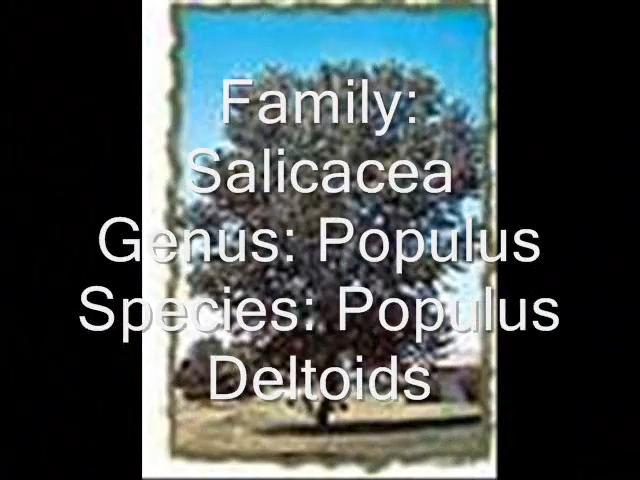 Family:
Salicacea
Genus: Populus
Species: Populus
Deltoids